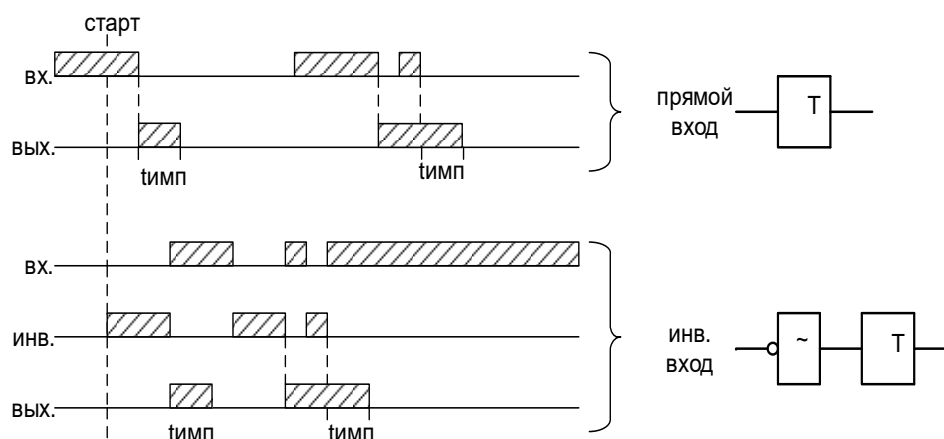 старт
вх.
вых.
tимп
tимп
прямой
вход
T
вх.
инв.
вых.
tимп
tимп
инв.
вход
~
T